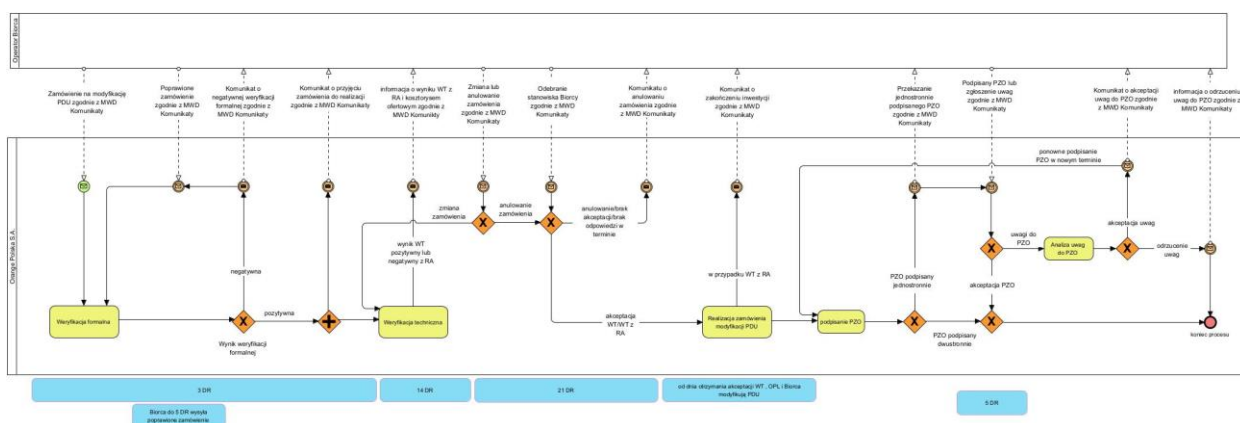 Operator Biorca
Zamówienie na modyfikację
PDU zgodnie z MWD
Komunikaty
Poprawione
zamówienie
zgodnie z MWD
Komunikaty
Komunikat o
negatywnej weryfikacji
formalnej zgodnie z
MWD Komunikaty
Komunikat o przyjęciu
zamówienia do realizacji
zgodnie z MWD Komunikaty
informacja o wyniku WT z
RA i kosztorysem
ofertowym zgodnie z
MWD Komunikty
Zmiana lub
anulowanie
zamówienia
zgodnie z MWD
Komunikaty
Odebranie
stanowiska Biorcy
zgodnie z MWD
Komunikaty
Komunikatu o
anulowaniu
zamówienia zgodnie
z MWD Komunikaty
Komunikat o
zakończeniu inwestycji
zgodnie z MWD
Komunikaty
Przekazanie
jednostronnie
podpisenego PZO
zgodnie z MWD
Komunikaty
Podpisany PZO lub
zgłoszenie uwag
zgodnie z MWD
Komunikaty
Komunikat o akceptacji
uwag do PZO zgodnie
z MWD Komunikaty
informacja o odrzuceniu
uwag do PZO zgodnie z
MWD Komunikaty
Orange Polska S.A.
ponowne podpisanie
PZO w nowym terminie
zmiana
zamówienia
anulowanie
zamówienia
anulowanie/brak
akceptacji/brak
odpowiedzi w
terminie
wynik WT
pozytywny lub
negatywny z RA
akceptacja uwag
uwagi do
PZO
Analiza uwag
do PZO
odrzucenie
uwag
negatywna
w przypadku WT z RA
PZO podpisany
jednostronnie
akceptacja PZO
Weryfikacja formalna
pozytywna
Wynik weryfikacji
formalnej
Weryfikacja techniczna
akceptacja
WT/WT z
RA
Realizacja zamówienia
modyfikacji PDU
podpisanie PZO
PZO podpisany
dwustronnie
koniec procesu
3 DR
14 DR
21 DR
od dnia otrzymania akceptacji WT , OPL i Biorca
modyfikują PDU
5 DR
Biorca do 5 DR wysyła
poprawione zamówienie